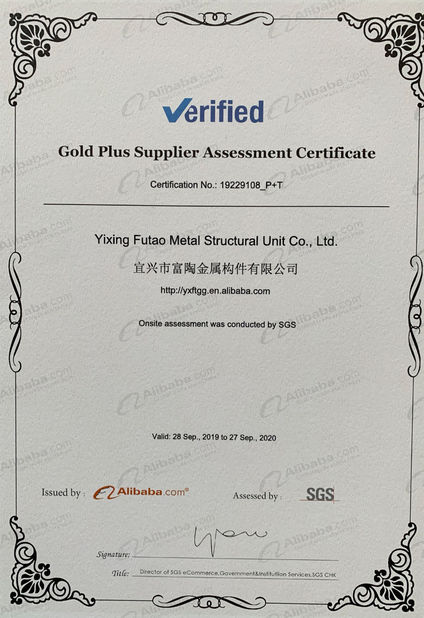 Verified
Gold Plus Supplier Assessment Certificate
Certification No.: 19229108_P+T
Yixing Futao Metal Structural Unit Co., Ltd.
宜兴市富陶金属构件有限公司
http://yxftgg.en.alibaba.com
Onsite assessment was conducted by SGS
Valid: 28 Sep., 2019 to 27 Sep., 2020
Issued by : Alibaba.com® Assessed by : SGS
Signature:
Title: Director of SGS eCommerce,Government&Institution Services,SGS CHK